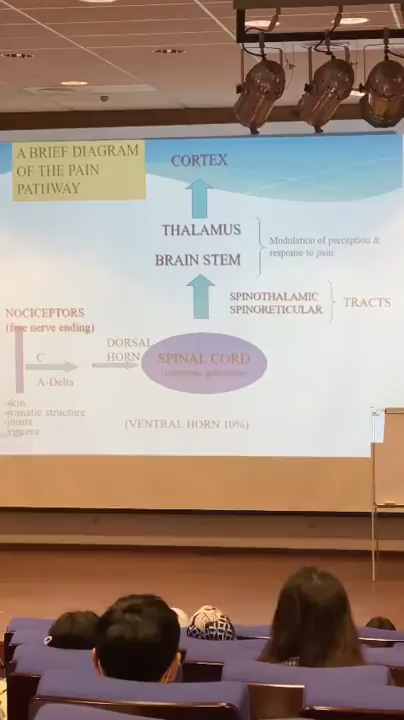 A BRIEF DIAGRAM
OF THE PAIN
PATHWAY
CORTEX
THALAMUS
BRAIN STEM
Modulation of perception &
response to pain
SPINOTHALAMIC
SPINORETICULAR
TRACTS
NOCICEPTORS
(free nerve ending)
C
A-Delta
DORSAL
HORN
SPINAL CORD
-skin
-somatic structure
-joints
-viscera
(VENTRAL HORN 10%)